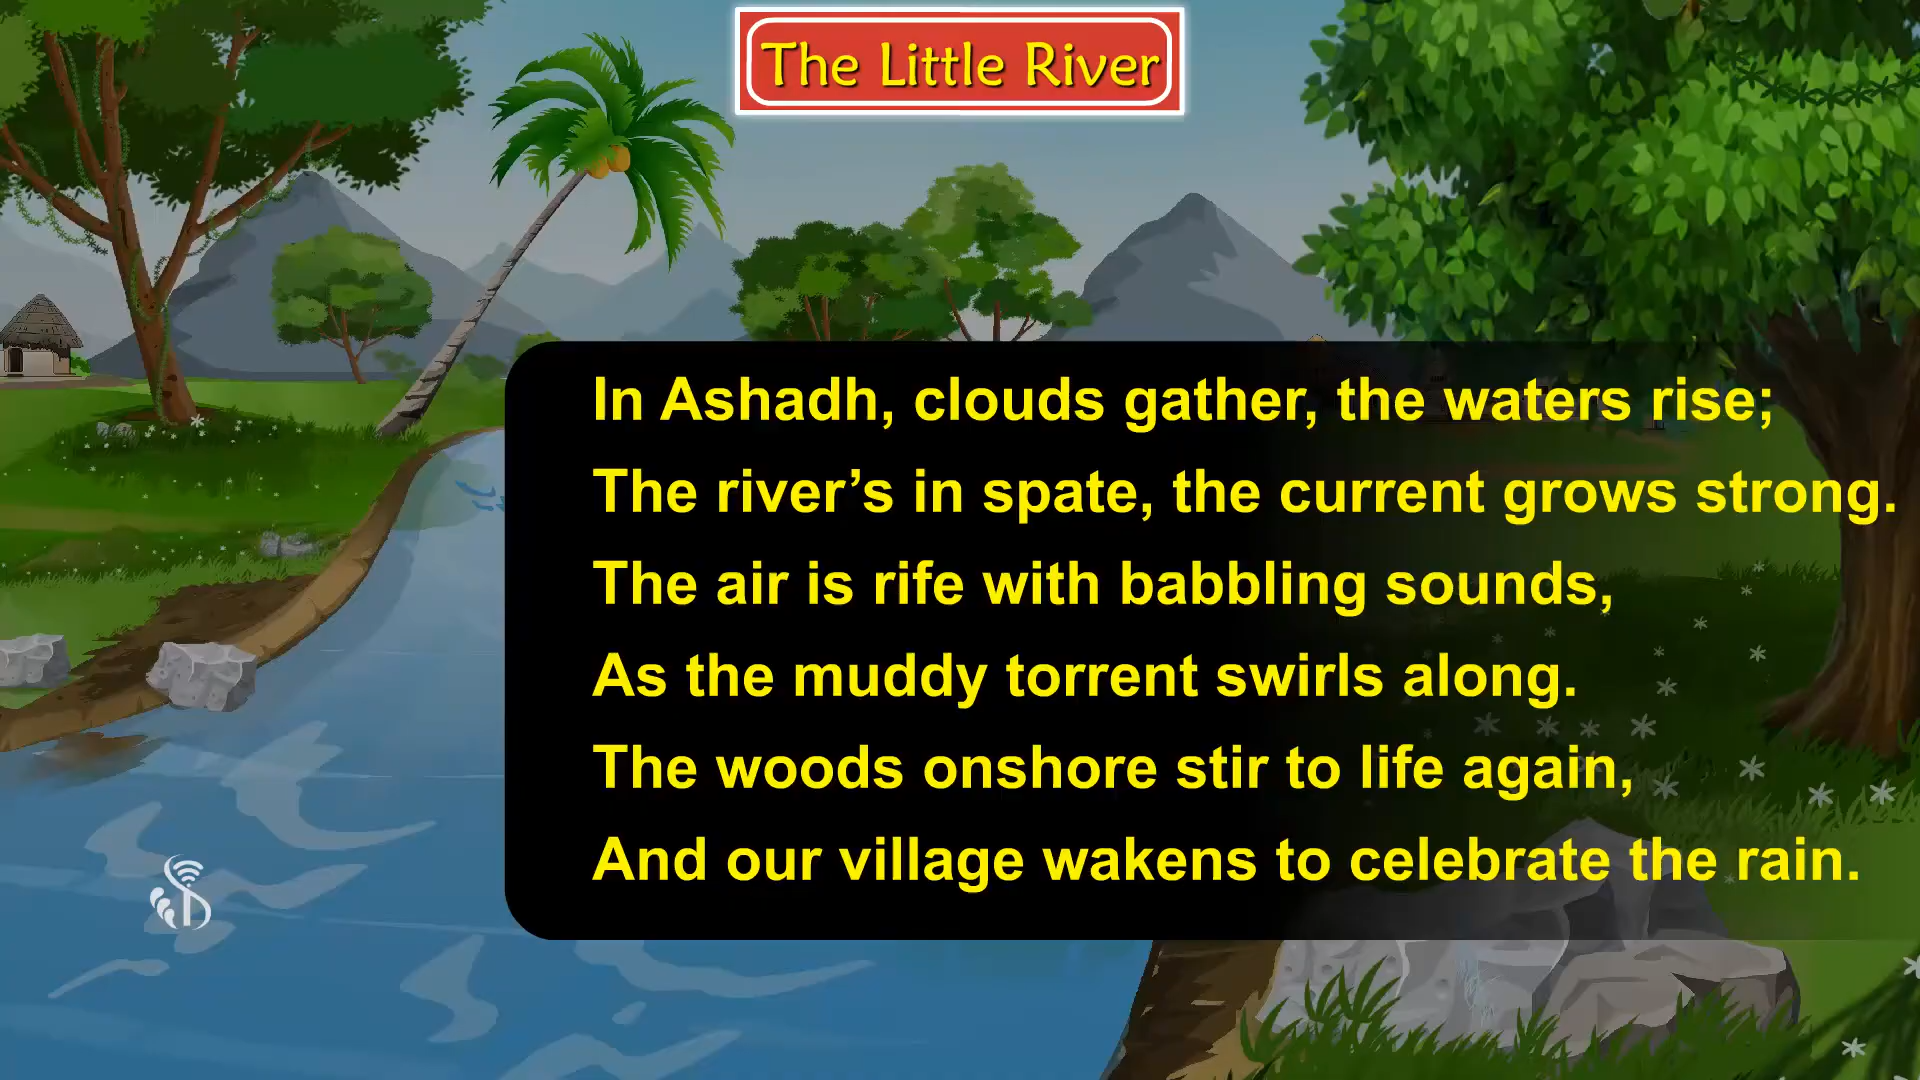 The Little River
In Ashadh, clouds gather, the waters rise;
The river’s in spate, the current grows strong.
The air is rife with babbling sounds,
As the muddy torrent swirls along.
The woods onshore stir to life again,
And our village wakens to celebrate the rain.